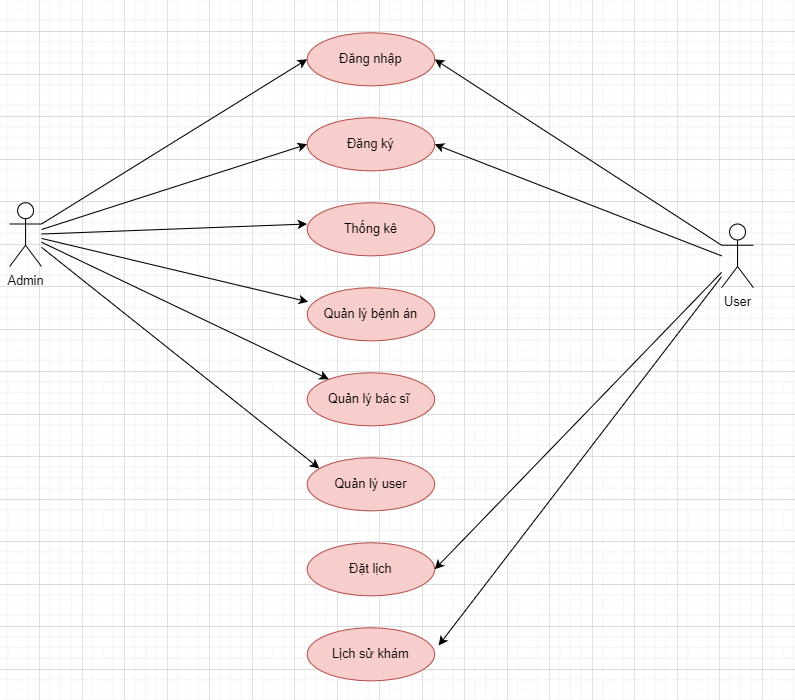 Đăng nhập
Đăng ký
Thống kê
Admin
User
Quản lý bệnh án
Quản lý bác sĩ
Quản lý user
Đặt lịch
Lịch sử khám